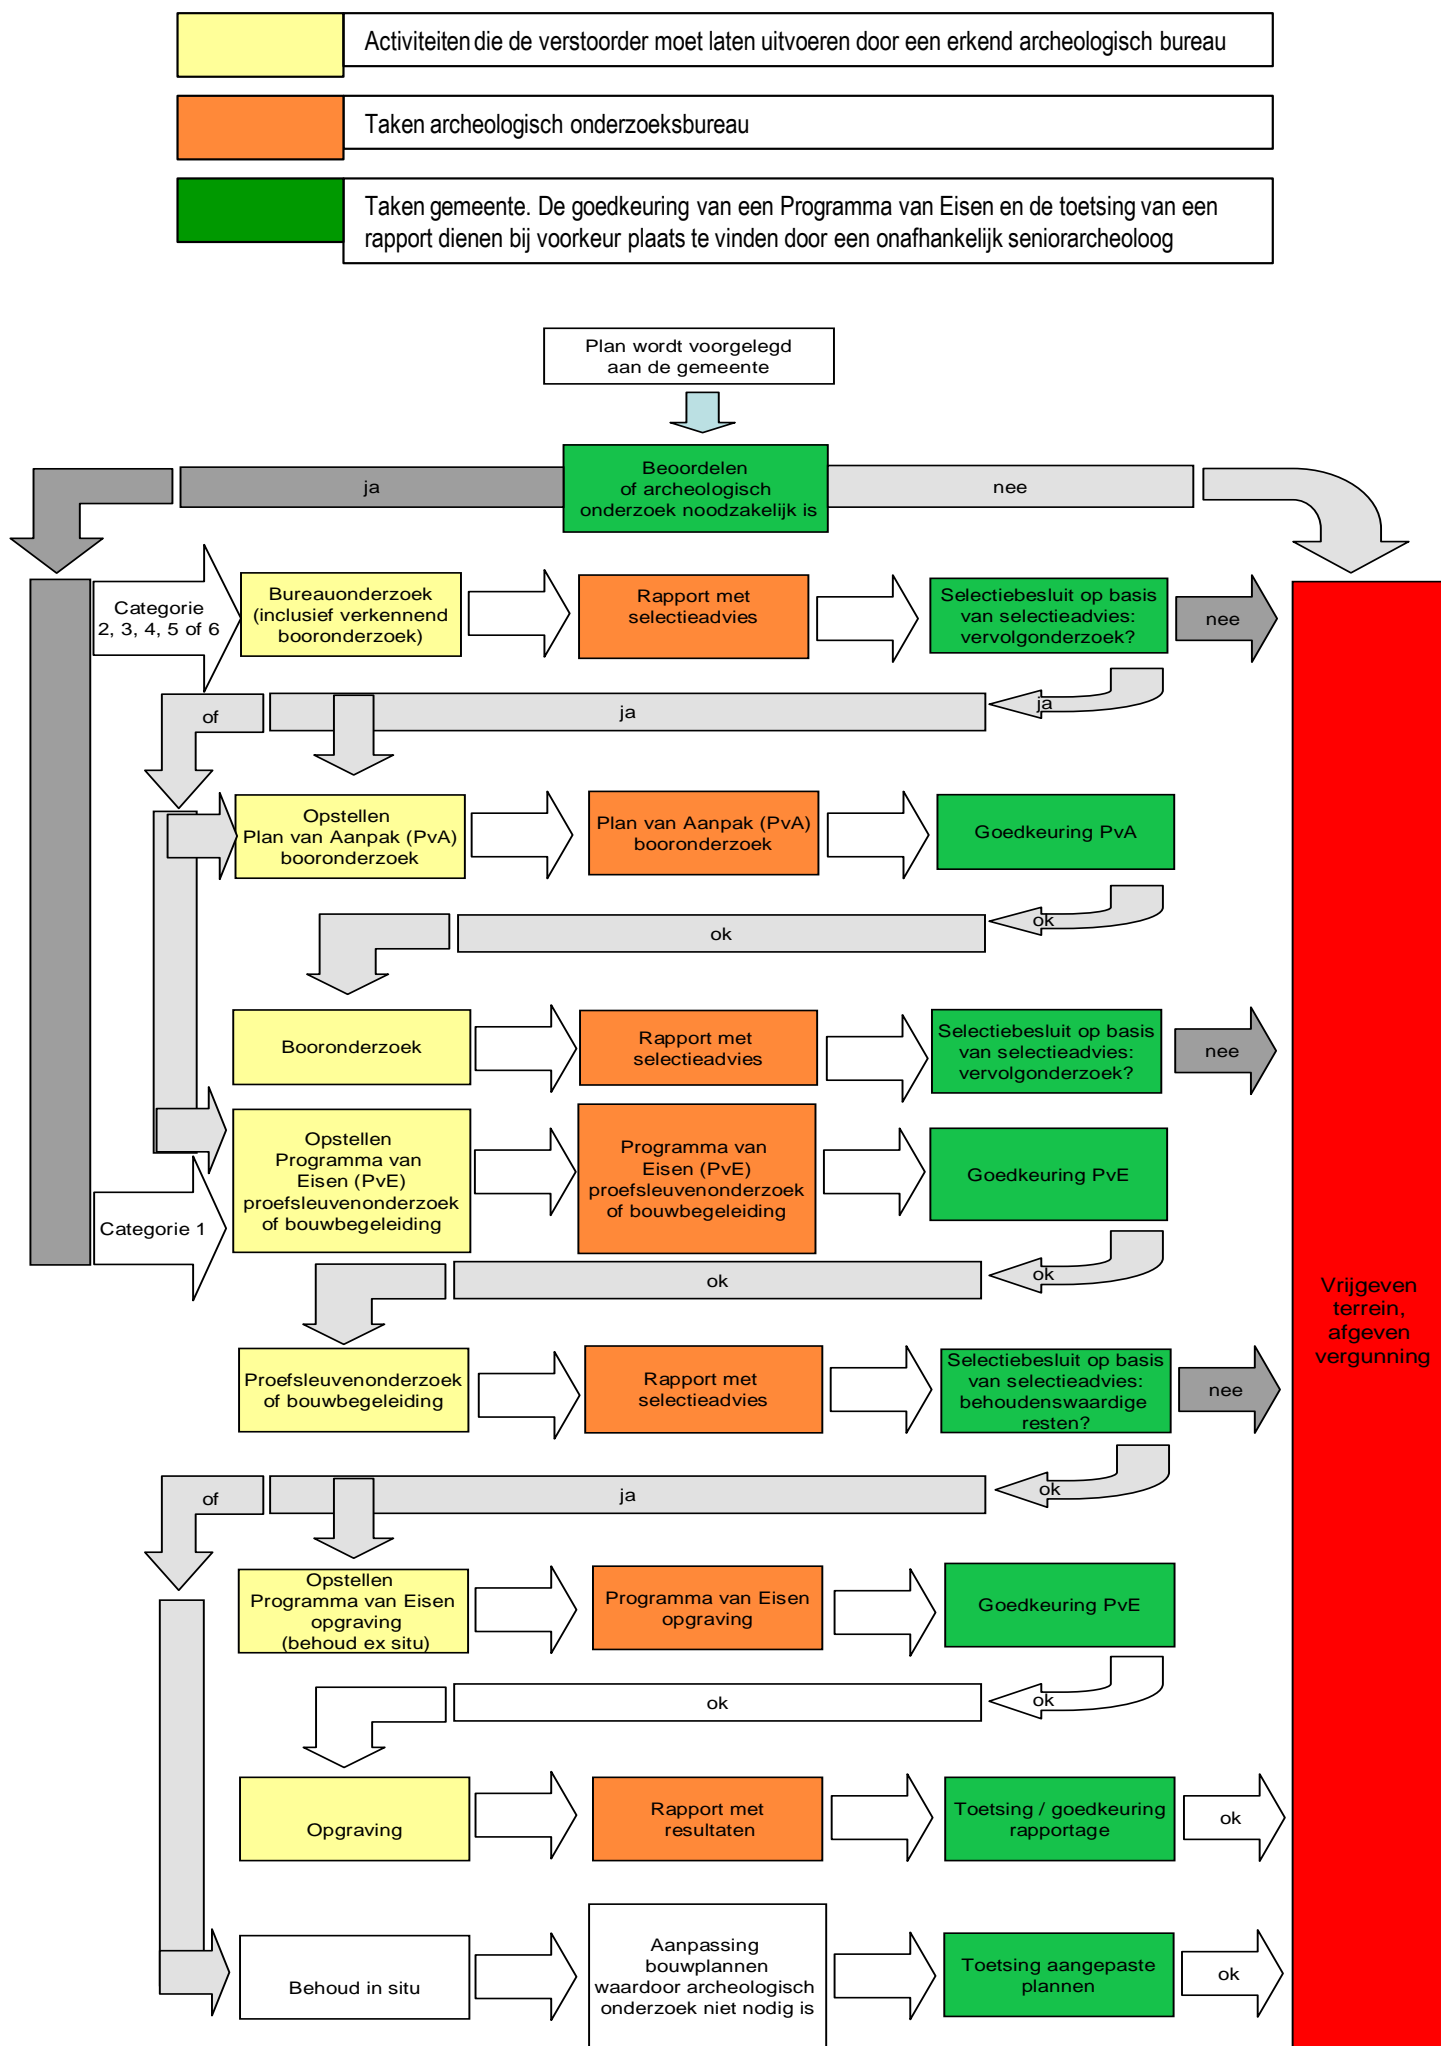 Activiteiten die de verstoorder moet laten uitvoeren door een erkend archeologisch bureau
Taken archeologisch onderzoeksbureau
Taken gemeente. De goedkeuring van een Programma van Eisen en de toetsing van een
rapport dienen bij voorkeur plaats te vinden door een onafhankelijk seniorarcheoloog
Plan wordt voorgelegd
aan de gemeente
Beoordelen
of archeologisch
onderzoek noodzakelijk is
ja
nee
Categorie
2, 3, 4, 5 of 6
Bureauonderzoek
(inclusief verkennend
booronderzoek)
Rapport met
selectieadvies
Selectiebesluit op basis
van selectieadvies:
vervolgonderzoek?
nee
of
ja
ja
Opstellen
Plan van Aanpak (PvA)
booronderzoek
Plan van Aanpak (PvA)
booronderzoek
Goedkeuring PvA
ok
ok
Booronderzoek
Rapport met
selectieadvies
Selectiebesluit op basis
van selectieadvies:
vervolgonderzoek?
nee
Categorie 1
Opstellen
Programma van
Eisen (PvE)
proefsleuvenonderzoek
of bouwbegeleiding
Programma van
Eisen (PvE)
proefsleuvenonderzoek
of bouwbegeleiding
Goedkeuring PvE
ok
ok
Vrijgeven
terrein,
afgeven
vergunning
Proefsleuvenonderzoek
of bouwbegeleiding
Rapport met
selectieadvies
Selectiebesluit op basis
van selectieadvies:
behoudenswaardige
resten?
nee
of
ja
ok
Opstellen
Programma van Eisen
opgraving
(behoud ex situ)
Programma van Eisen
opgraving
Goedkeuring PvE
ok
ok
Opgraving
Rapport met
resultaten
Toetsing / goedkeuring
rapportage
ok
Behoud in situ
Aanpassing
bouwplannen
waardoor archeologisch
onderzoek niet nodig is
Toetsing aangepaste
plannen
ok